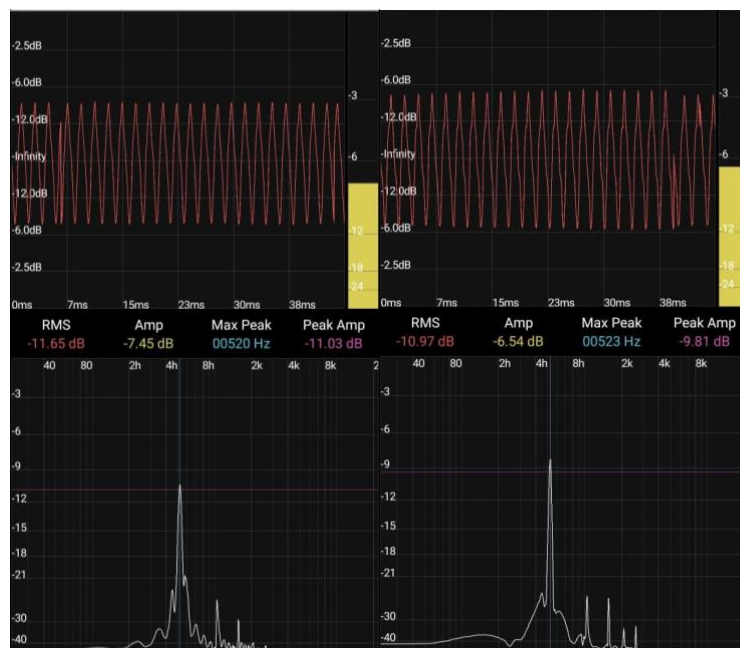 -2.5dB
-6.0dB
-12.0dB
-Infinity
-12.0dB
-6.0dB
-2.5dB
0ms 7ms 15ms 23ms 30ms 38ms
-3
-6
-12
-18
-24
RMS Amp Max Peak Peak Amp
-11.65 dB -7.45 dB 00520 Hz -11.03 dB
40 80 2h 4h 8h 2k 4k 8k 2
-3
-6
-9
-12
-15
-18
-21
-30
-40
-2.5dB
-6.0dB
-12.0dB
-Infinity
-12.0dB
-6.0dB
-2.5dB
0ms 7ms 15ms 23ms 30ms 38ms
-3
-6
-12
-18
-24
RMS Amp Max Peak Peak Amp
-10.97 dB -6.54 dB 00523 Hz -9.81 dB
40 80 2h 4h 8h 2k 4k 8k
-3
-6
-9
-12
-15
-18
-21
-30
-40